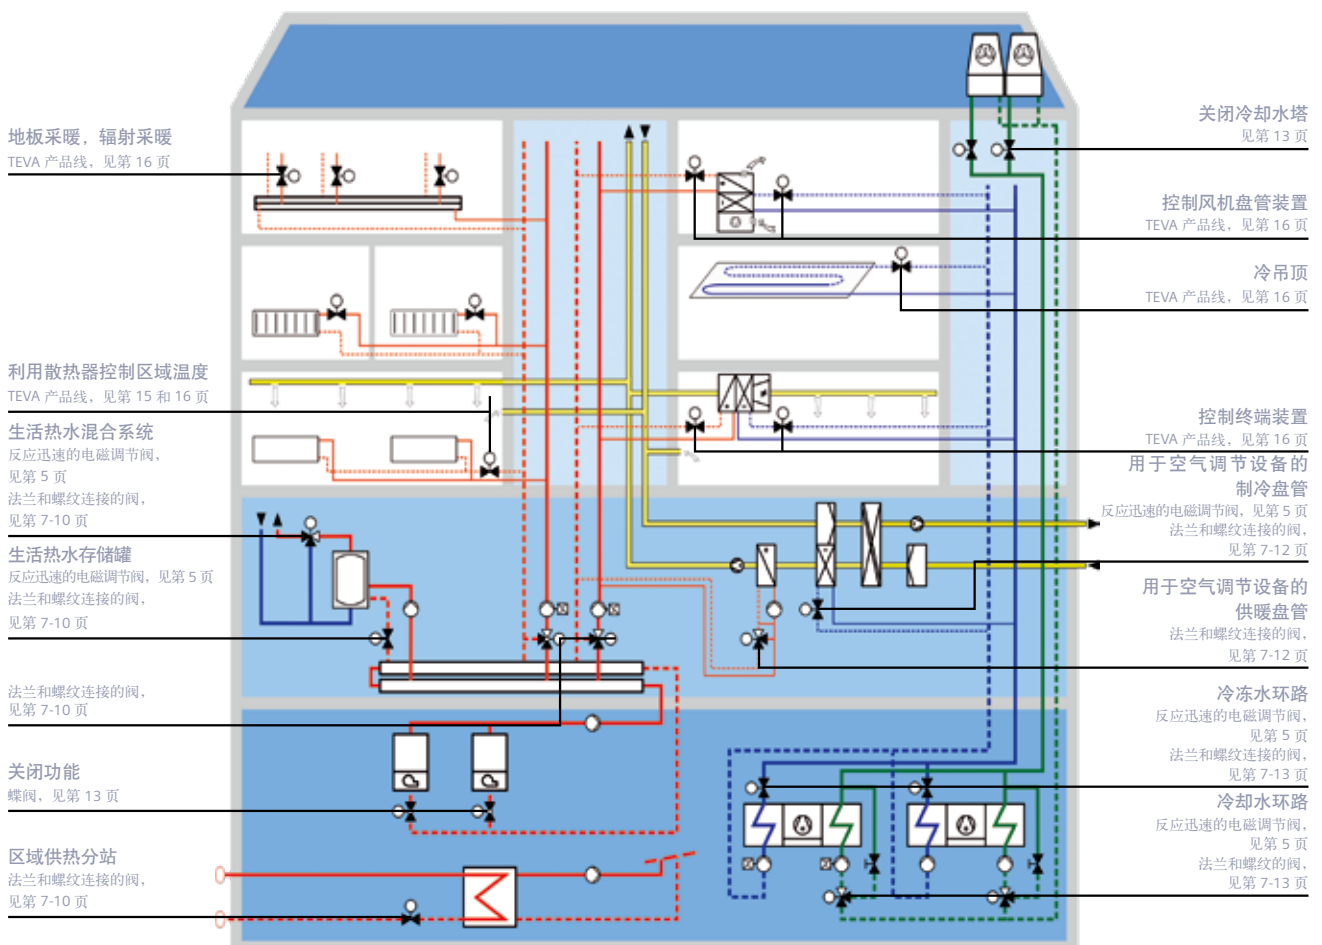 地板采暖，辐射采暖
TEVA 产品线，见第 16 页
利用散热器控制区域温度
TEVA 产品线，见第 15 和 16 页
生活热水混合系统
反应迅速的电磁调节阀，
见第 5 页
法兰和螺纹连接的阀，
见第 7-10 页
生活热水存储罐
反应迅速的电磁调节阀，见第 5 页
法兰和螺纹连接的阀，
见第 7-10 页
法兰和螺纹连接的阀，
见第 7-10 页
关闭功能
蝶阀，见第 13 页
区域供热分站
法兰和螺纹连接的阀，
见第 7-10 页
关闭冷却水塔
见第 13 页
控制风机盘管装置
TEVA 产品线，见第 16 页
冷吊顶
TEVA 产品线，见第 16 页
控制终端装置
TEVA 产品线，见第 16 页
用于空气调节设备的
制冷盘管
反应迅速的电磁调节阀，见第 5 页
法兰和螺纹连接的阀，
见第 7-12 页
用于空气调节设备的
供暖盘管
法兰和螺纹连接的阀，
见第 7-12 页
冷冻水环路
反应迅速的电磁调节阀，
见第 5 页
法兰和螺纹连接的阀，
见第 7-13 页
冷却水环路
反应迅速的电磁调节阀，
见第 5 页
法兰和螺纹的阀，
见第 7-13 页